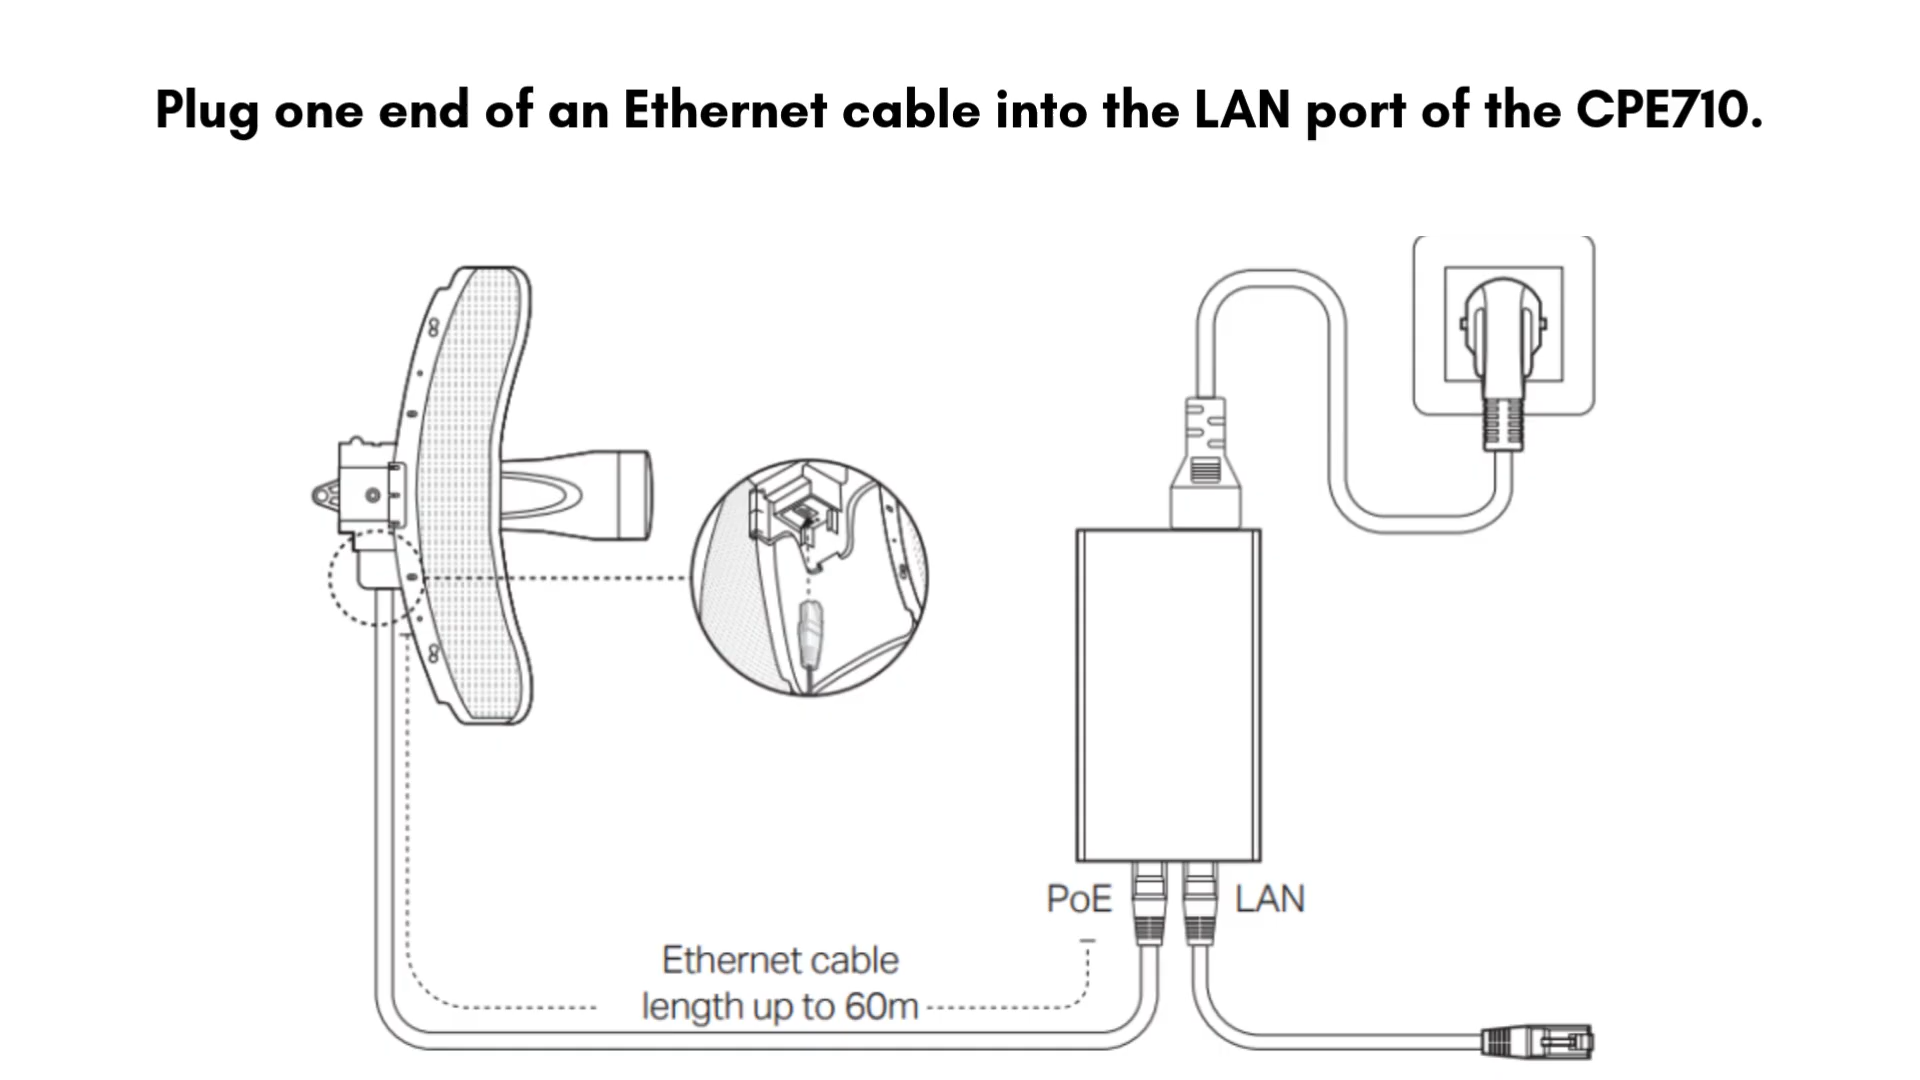 Plug one end of an Ethernet cable into the LAN port of the CPE710.
PoE
LAN
Ethernet cable
length up to 60m